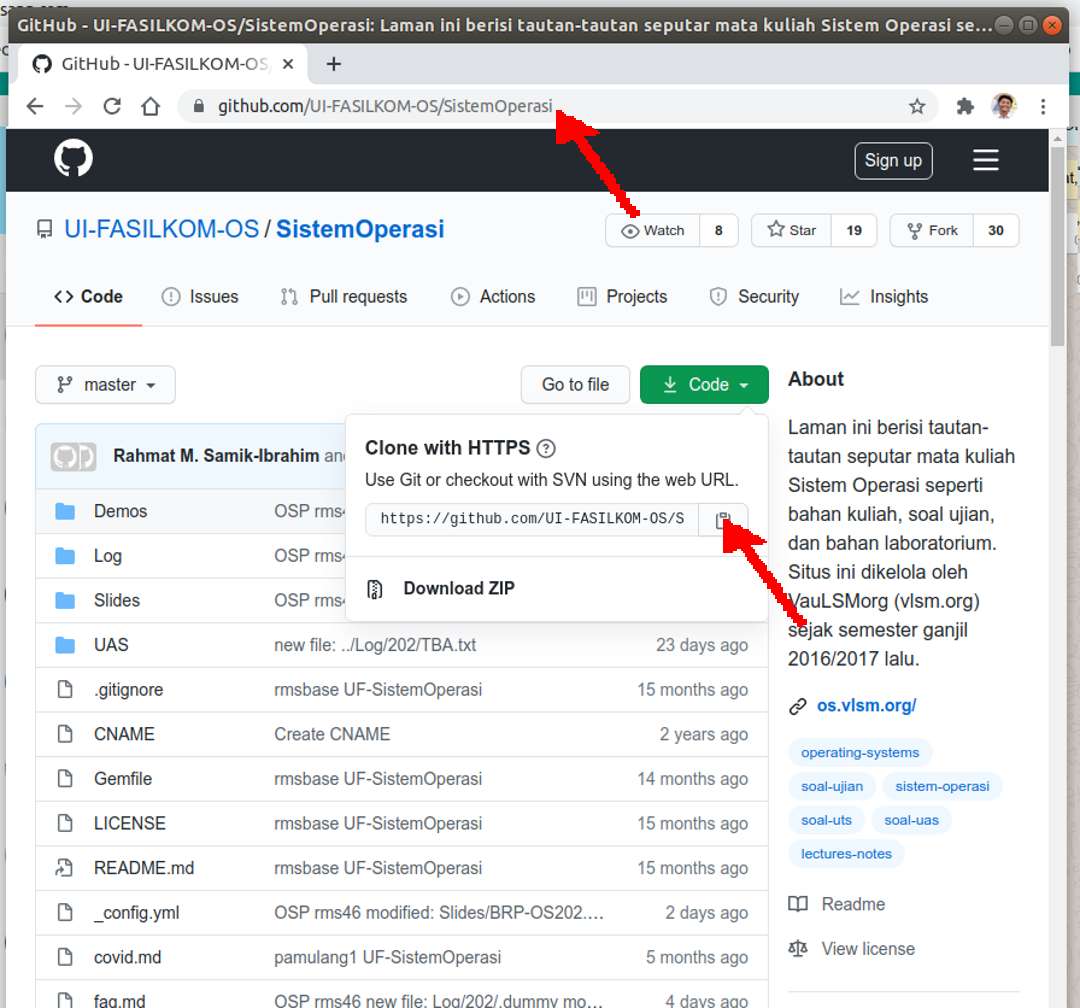 GitHub - UI-FASILKOM-OS/SistemOperasi: Laman ini berisi tautan-tautan seputar mata kuliah Sistem Operasi se...
GitHub - UI-FASILKOM-OS,
github.com/UI-FASILKOM-OS/SistemOperasi
Sign up
UI-FASILKOM-OS / SistemOperasi
Watch 8 Star 19 Fork 30
Code Issues Pull requests Actions Projects Security Insights
master Go to file Code
Clone with HTTPS
Use Git or checkout with SVN using the web URL.
https://github.com/UI-FASILKOM-OS/S
Download ZIP
Rahmat M. Samik-Ibrahim and
Demos OSP rms4
Log OSP rms4
Slides OSP rms4
UAS new file: ../Log/202/TBA.txt 23 days ago
.gitignore rmsbase UF-SistemOperasi 15 months ago
CNAME Create CNAME 2 years ago
Gemfile rmsbase UF-SistemOperasi 14 months ago
LICENSE rmsbase UF-SistemOperasi 15 months ago
README.md rmsbase UF-SistemOperasi 15 months ago
_config.yml OSP rms46 modified: Slides/BRP-OS202.... 2 days ago
covid.md pamulang1 UF-SistemOperasi 5 months ago
faq.md OSP rms46 new file: Log/202/.dummy mo... 4 days ago
About
Laman ini berisi tautan-
tautan seputar mata kuliah
Sistem Operasi seperti
bahan kuliah, soal ujian,
dan bahan laboratorium.
Situs ini dikelola oleh
VauLSMorg (vlsm.org)
sejak semester ganjil
2016/2017 lalu.
os.vlsm.org/
operating-systems
soal-ujian sistem-operasi
soal-uts soal-uas
lectures-notes
Readme
View license